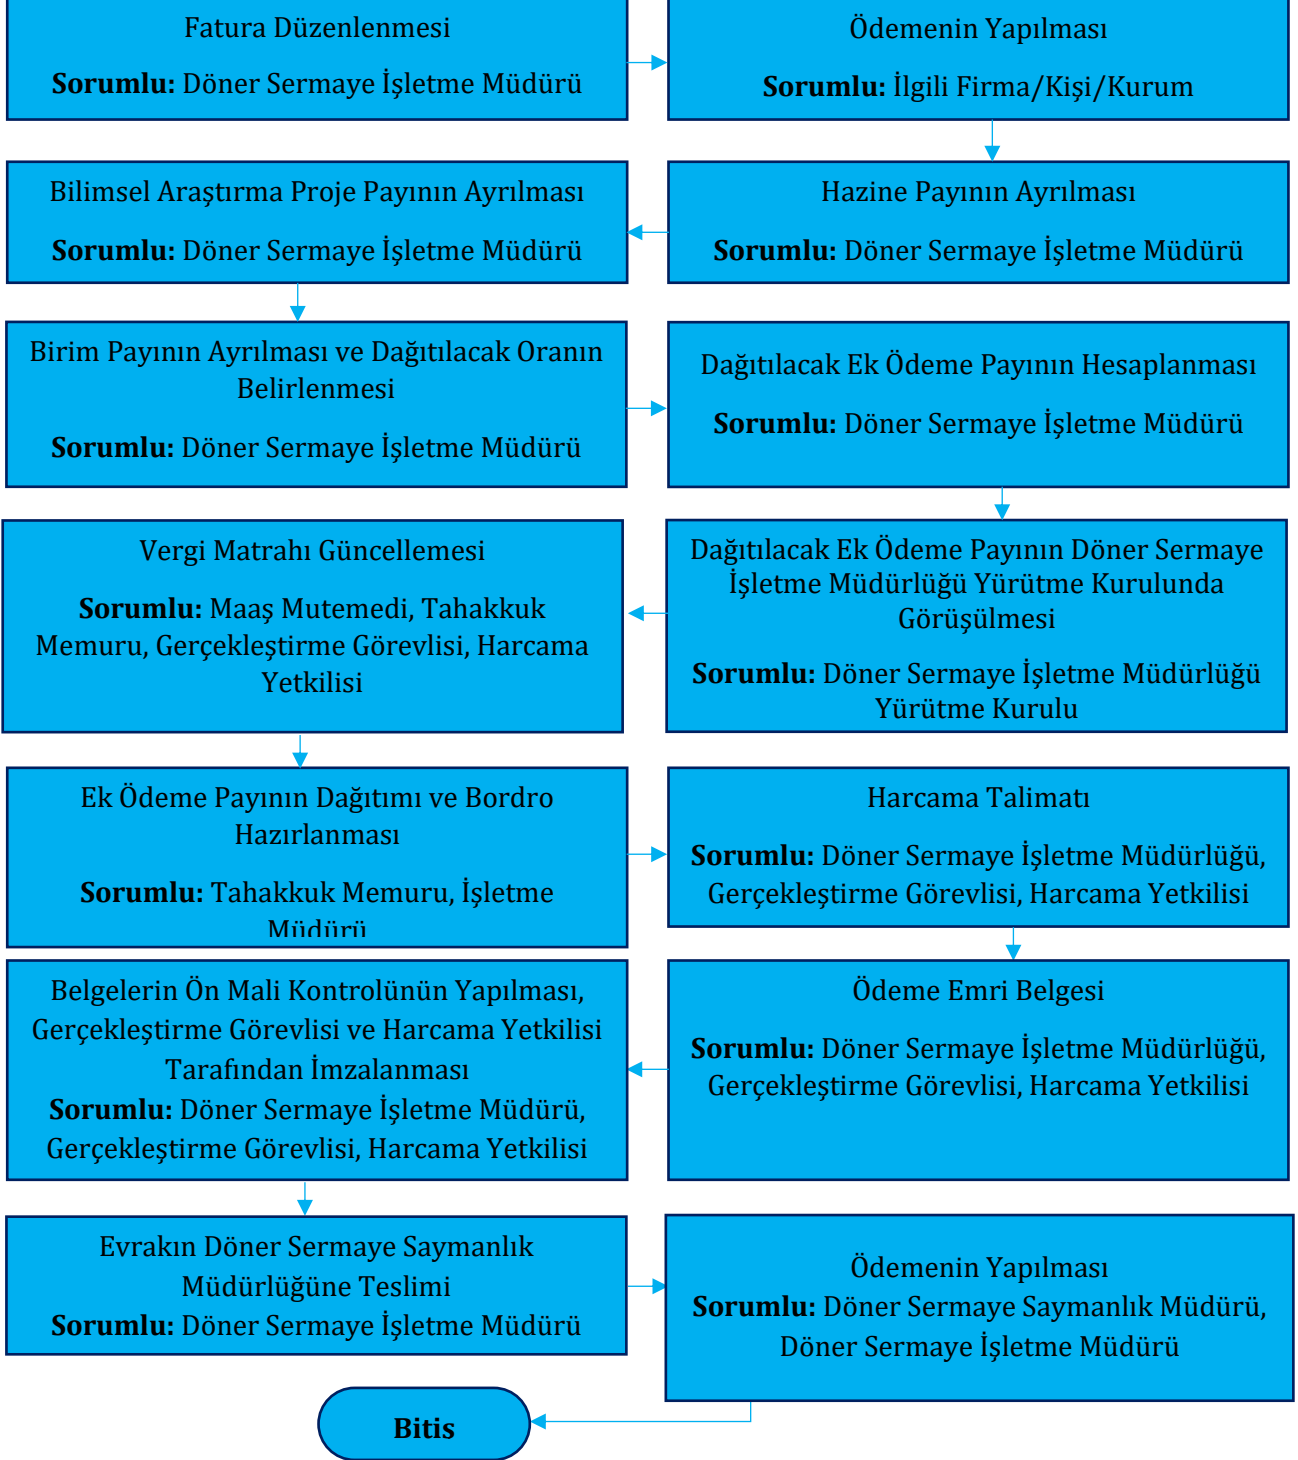 Fatura Düzenlenmesi
Sorumlu: Döner Sermaye İşletme Müdürü
Ödemenin Yapılması
Sorumlu: İlgili Firma/Kişi/Kurum
Hazine Payının Ayrılması
Sorumlu: Döner Sermaye İşletme Müdürü
Bilimsel Araştırma Proje Payının Ayrılması
Sorumlu: Döner Sermaye İşletme Müdürü
Birim Payının Ayrılması ve Dağıtılacak Oranın
Belirlenmesi
Sorumlu: Döner Sermaye İşletme Müdürü
Dağıtılacak Ek Ödeme Payının Hesaplanması
Sorumlu: Döner Sermaye İşletme Müdürü
Dağıtılacak Ek Ödeme Payının Döner Sermaye
İşletme Müdürlüğü Yürütme Kurulunda
Görüşülmesi
Sorumlu: Döner Sermaye İşletme Müdürlüğü
Yürütme Kurulu
Vergi Matrahı Güncellemesi
Sorumlu: Maaş Mutemedi, Tahakkuk
Memuru, Gerçekleştirme Görevlisi, Harcama
Yetkilisi
Ek Ödeme Payının Dağıtımı ve Bordro
Hazırlanması
Sorumlu: Tahakkuk Memuru, İşletme
Müdürü
Harcama Talimatı
Sorumlu: Döner Sermaye İşletme Müdürlüğü,
Gerçekleştirme Görevlisi, Harcama Yetkilisi
Ödeme Emri Belgesi
Sorumlu: Döner Sermaye İşletme Müdürlüğü,
Gerçekleştirme Görevlisi, Harcama Yetkilisi
Belgelerin Ön Mali Kontrolünün Yapılması,
Gerçekleştirme Görevlisi ve Harcama Yetkilisi
Tarafından İmzalanması
Sorumlu: Döner Sermaye İşletme Müdürü,
Gerçekleştirme Görevlisi, Harcama Yetkilisi
Evrakın Döner Sermaye Saymanlık
Müdürlüğüne Teslimi
Sorumlu: Döner Sermaye İşletme Müdürü
Ödemenin Yapılması
Sorumlu: Döner Sermaye Saymanlık Müdürü,
Döner Sermaye İşletme Müdürü
Bitis